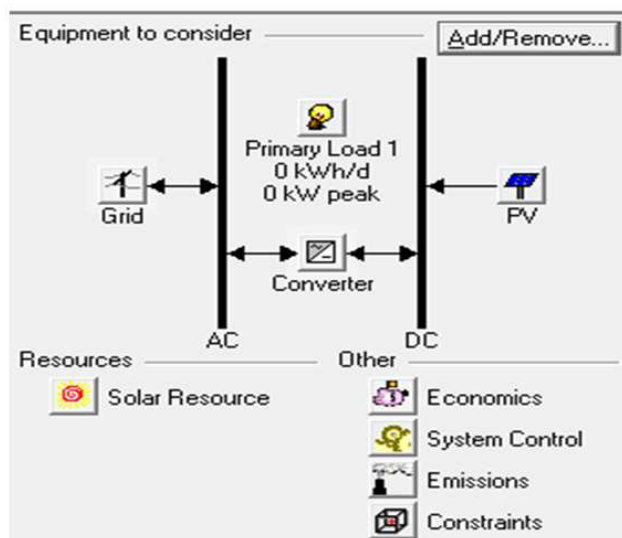 Equipment to consider
Add/Remove...
Primary Load 1
0 kWh/d
0 kW peak
Grid
PV
Converter
AC
DC
Resources
Other
Solar Resource
Economics
System Control
Emissions
Constraints